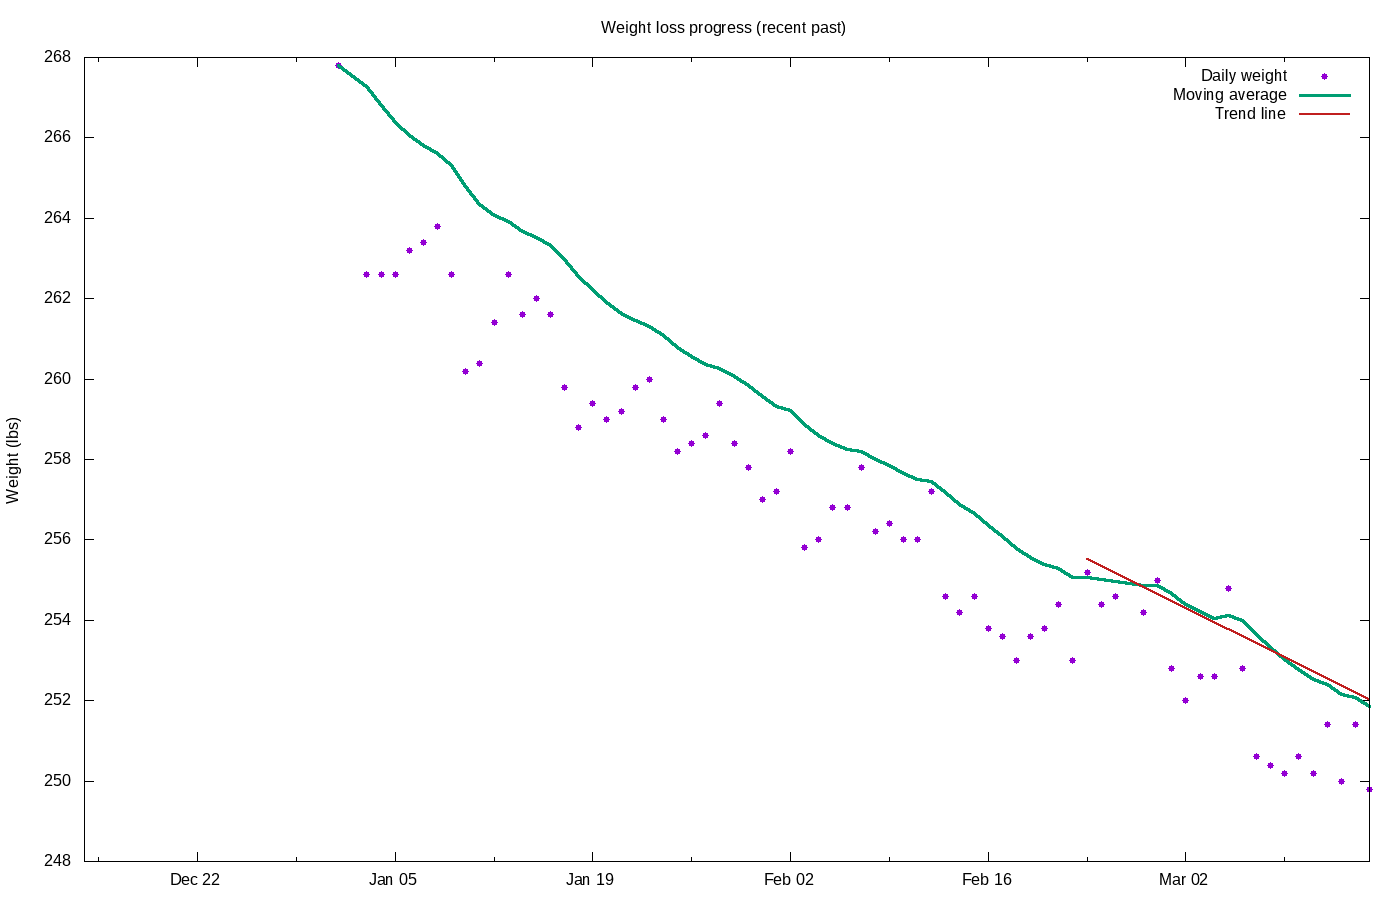 Weight loss progress (recent past)
Daily weight
Moving average
Trend line
Weight (lbs)
268
266
264
262
260
258
256
254
252
250
248
Dec 22
Jan 05
Jan 19
Feb 02
Feb 16
Mar 02